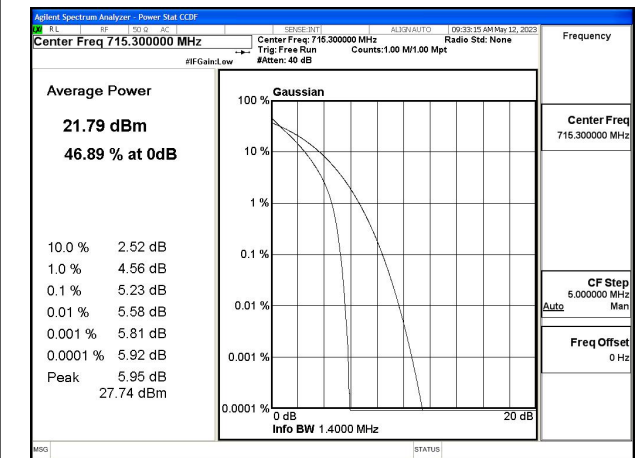 Agilent Spectrum Analyzer - Power Stat CCDF
LXI RL RF 50 Ω AC SENSE:INT ALIGNAUTO 09:33:15 AM May 12, 2023
Center Freq 715.300000 MHz
Center Freq: 715.300000 MHz Radio Std: None
Trig: Free Run Counts:1.00 M/1.00 Mpt
#IFGain:Low #Atten: 40 dB
Frequency
Average Power
21.79 dBm
46.89 % at 0dB
10.0 % 2.52 dB
1.0 % 4.56 dB
0.1 % 5.23 dB
0.01 % 5.58 dB
0.001 % 5.81 dB
0.0001 % 5.92 dB
Peak 5.95 dB
27.74 dBm
Gaussian
100 %
10 %
1 %
0.1 %
0.01 %
0.001 %
0.0001 %
0 dB 20 dB
Info BW 1.4000 MHz
Center Freq
715.300000 MHz
CF Step
5.000000 MHz
Auto Man
Freq Offset
0 Hz
MSG STATUS